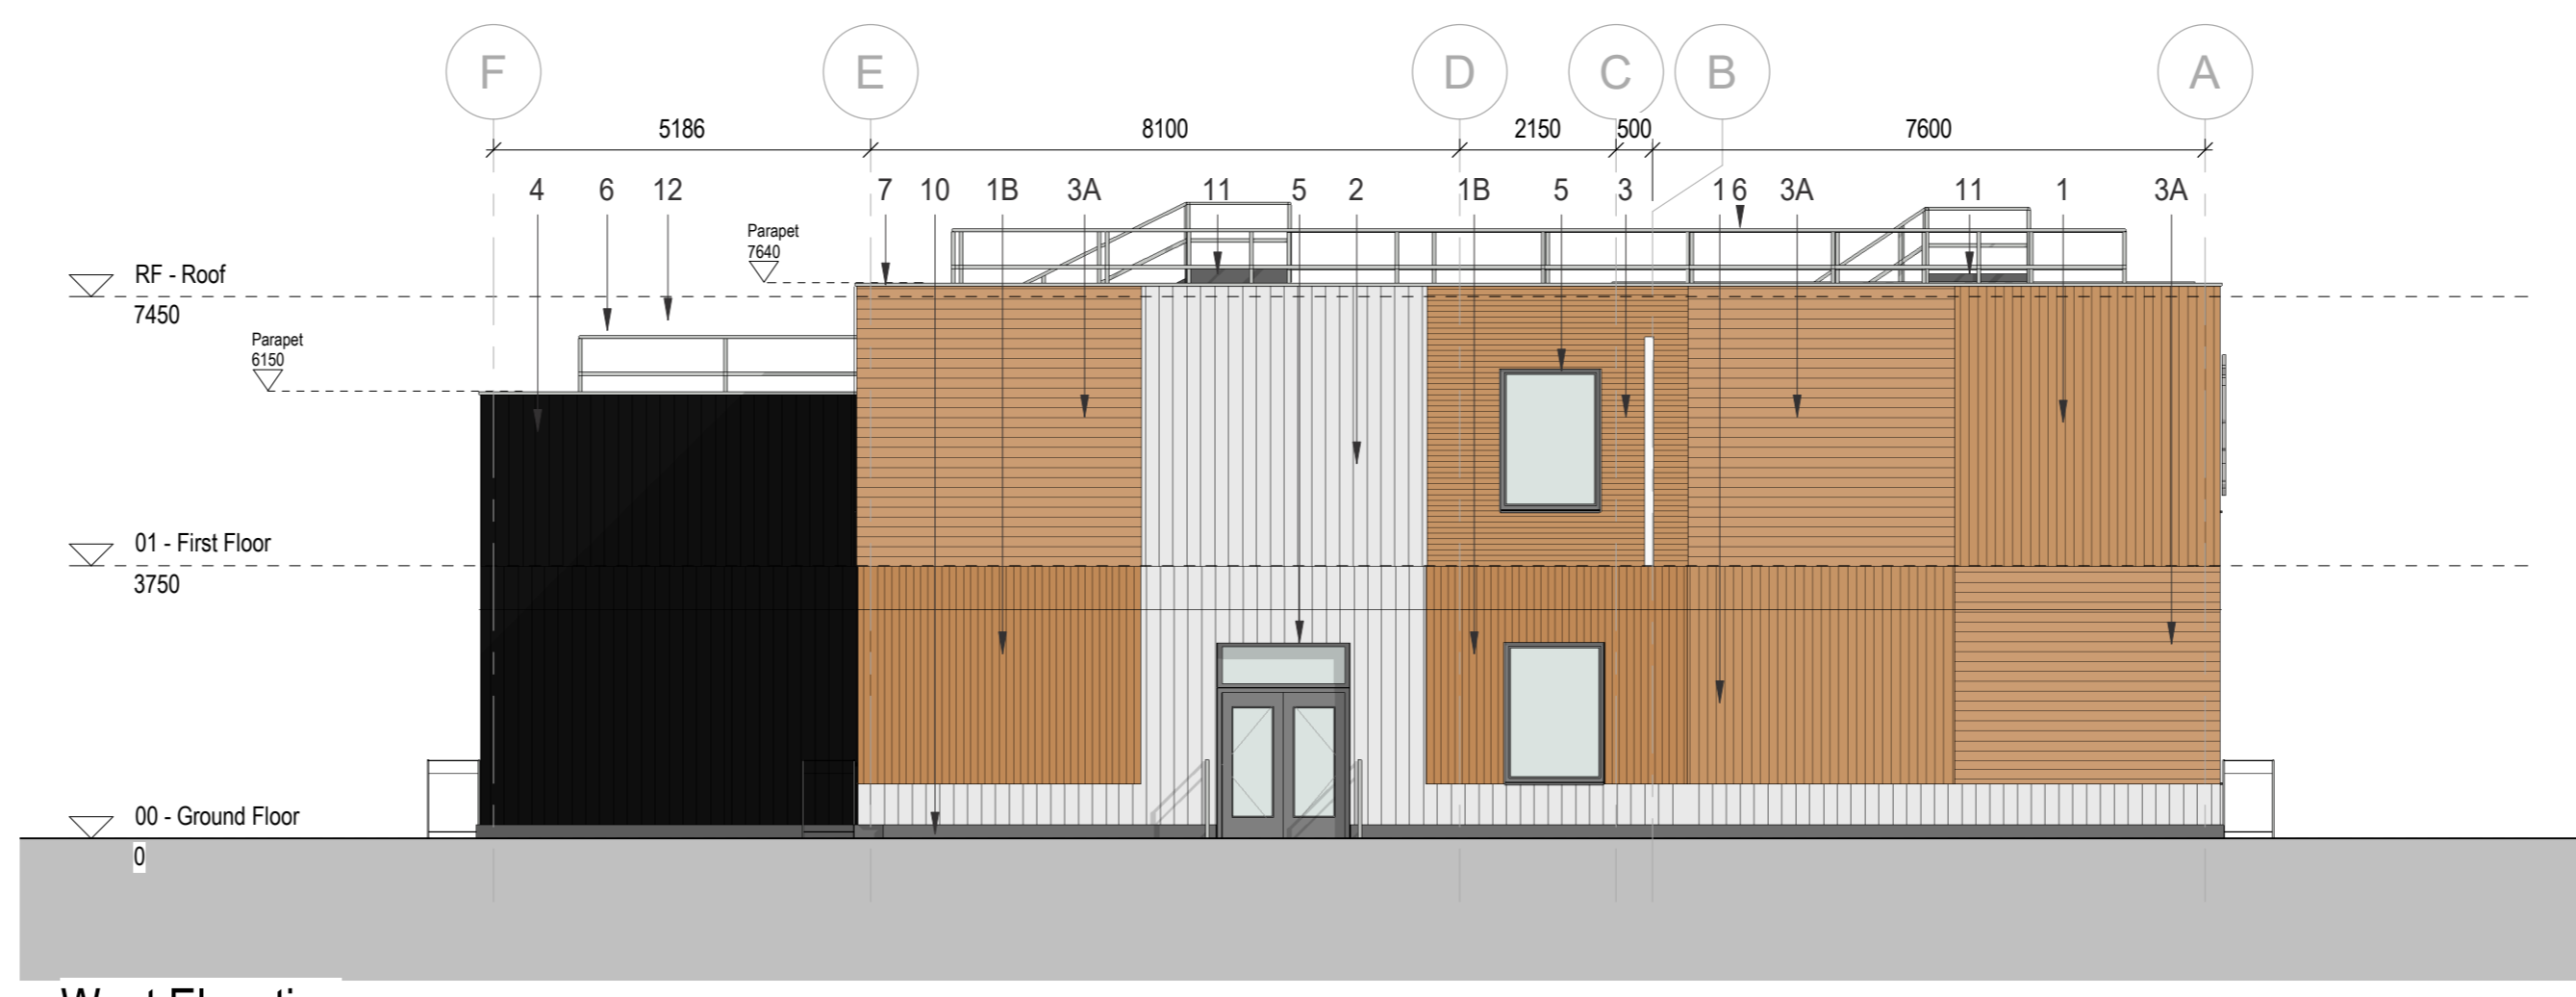 F E D C B A
5186 8100 2150 500 7600
4 6 12 7 10 1B 3A 11 5 2 1B 5 3 1 6 3A 11 1 3A
Parapet
7640
RF - Roof
7450
Parapet
6150
01 - First Floor
3750
00 - Ground Floor
0